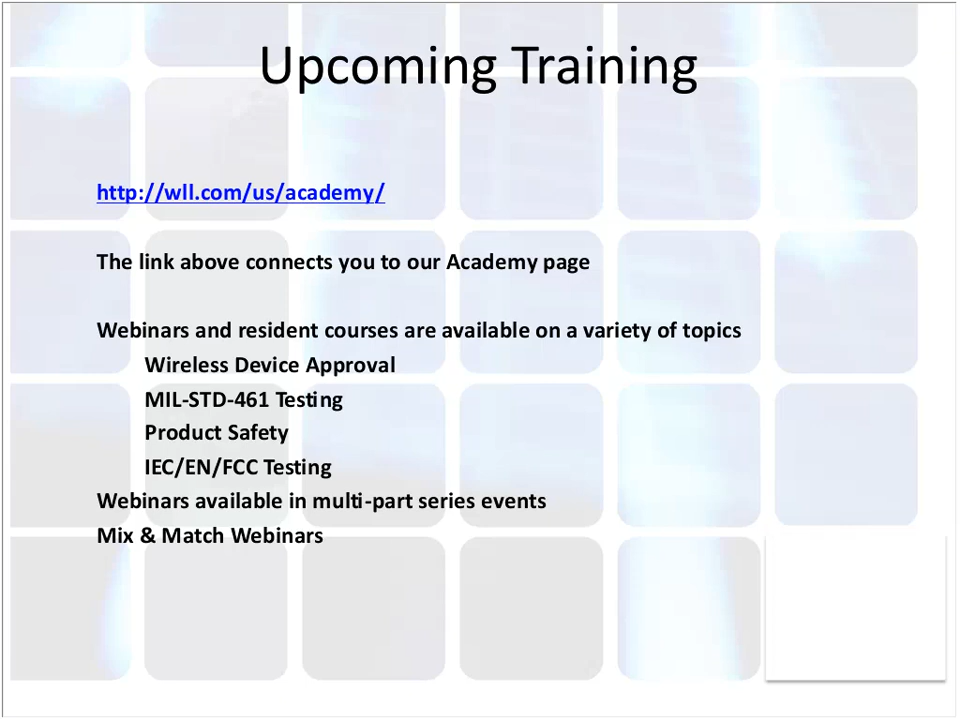 Upcoming Training
http://wll.com/us/academy/
The link above connects you to our Academy page
Webinars and resident courses are available on a variety of topics
Wireless Device Approval
MIL-STD-461 Testing
Product Safety
IEC/EN/FCC Testing
Webinars available in multi-part series events
Mix & Match Webinars